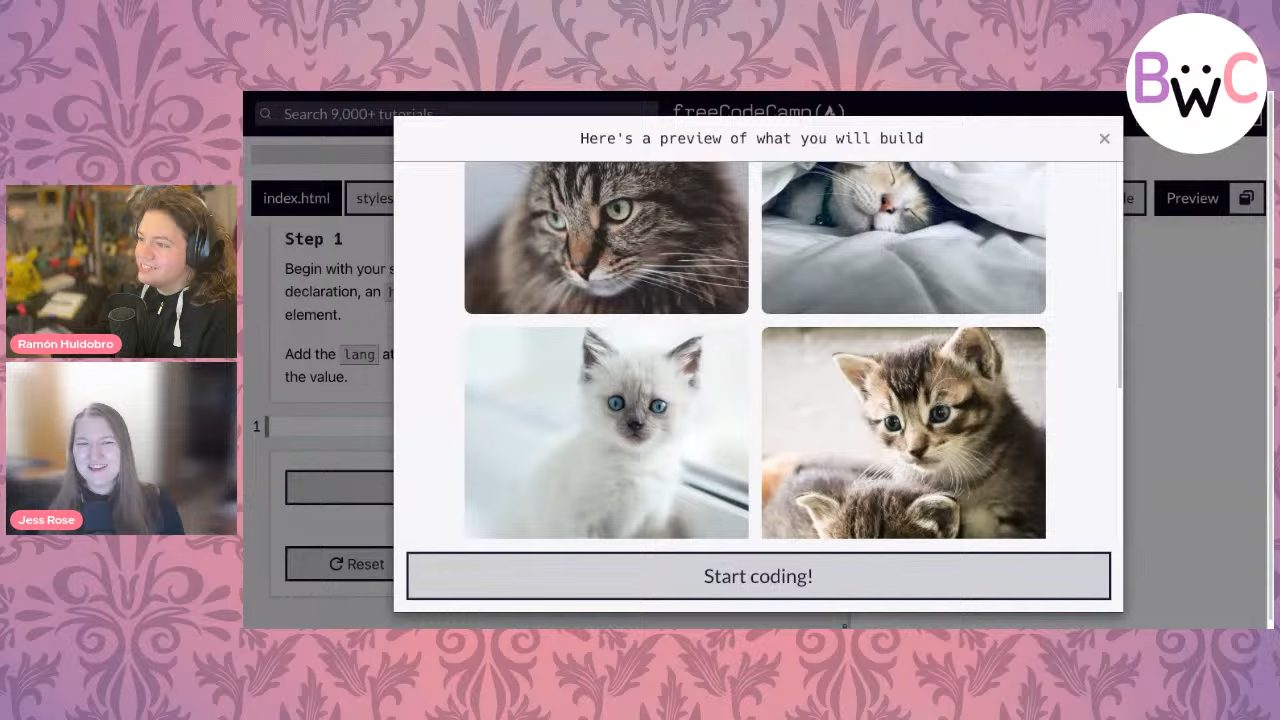 BWC
Search 9,000+ tutorials
freeCodeCamp
Here's a preview of what you will build
×
index.html
styles
Preview
Step 1
Begin with your
declaration, an
element.
Add the lang
the value.
1
Reset
Start coding!
Ramón Huidobro
Jess Rose